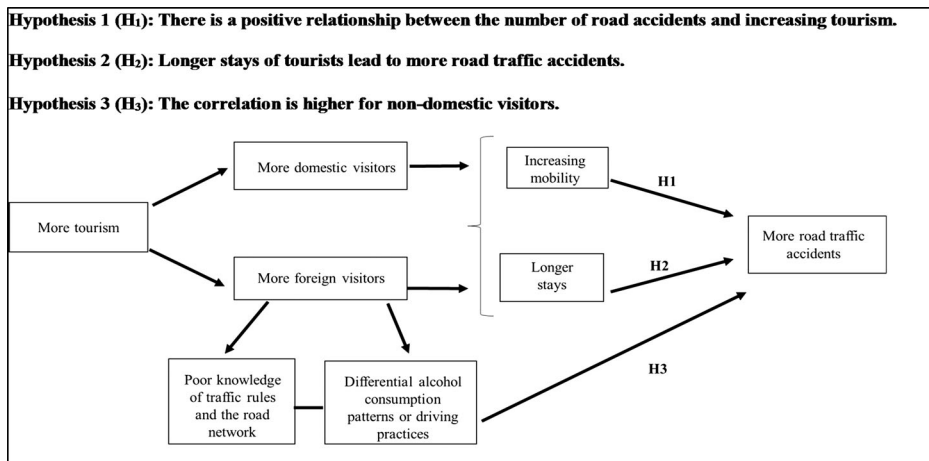 Hypothesis 1 (H₁): There is a positive relationship between the number of road accidents and increasing tourism.
Hypothesis 2 (H₂): Longer stays of tourists lead to more road traffic accidents.
Hypothesis 3 (H₃): The correlation is higher for non-domestic visitors.
More domestic visitors
Increasing
mobility
H1
More tourism
More road traffic
accidents
More foreign visitors
Longer
stays
H2
Poor knowledge
of traffic rules
and the road
network
Differential alcohol
consumption
patterns or driving
practices
H3